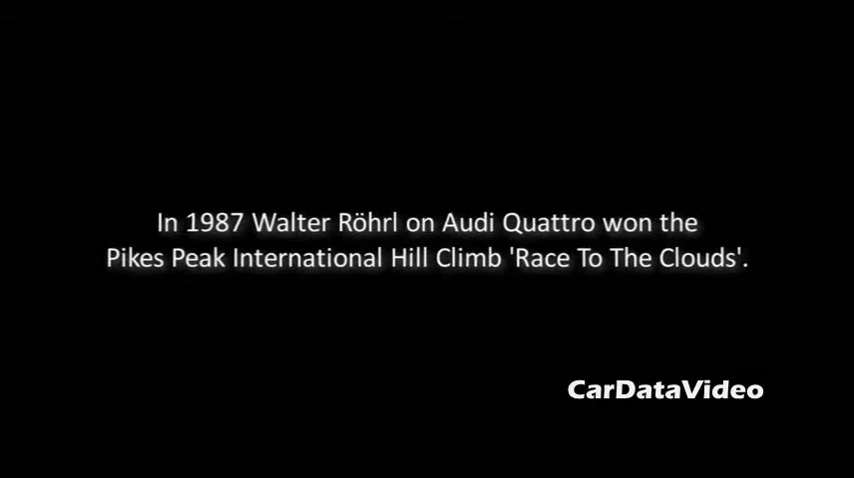 In 1987 Walter Röhrl on Audi Quattro won the
Pikes Peak International Hill Climb 'Race To The Clouds'.
CarDataVideo